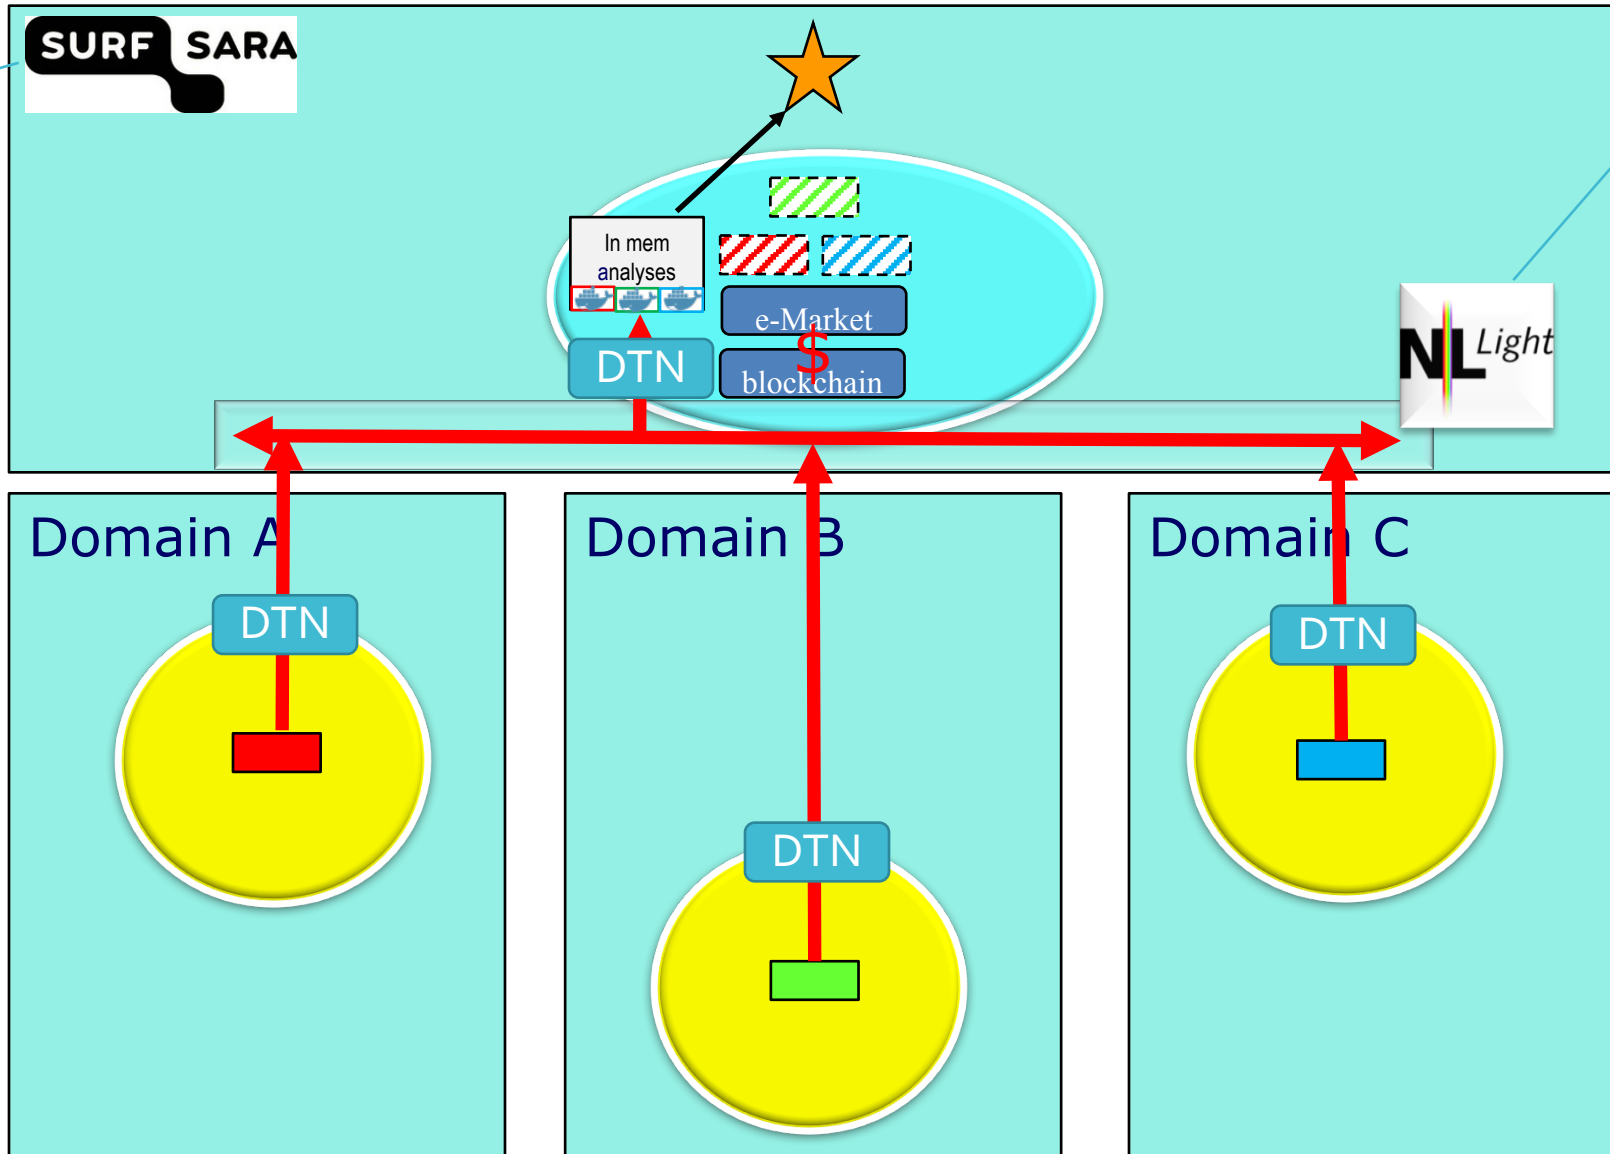 SURF SARA
In mem
analyses
e-Market
$
blockchain
DTN
NL Light
Domain A
Domain B
Domain C
DTN
DTN
DTN